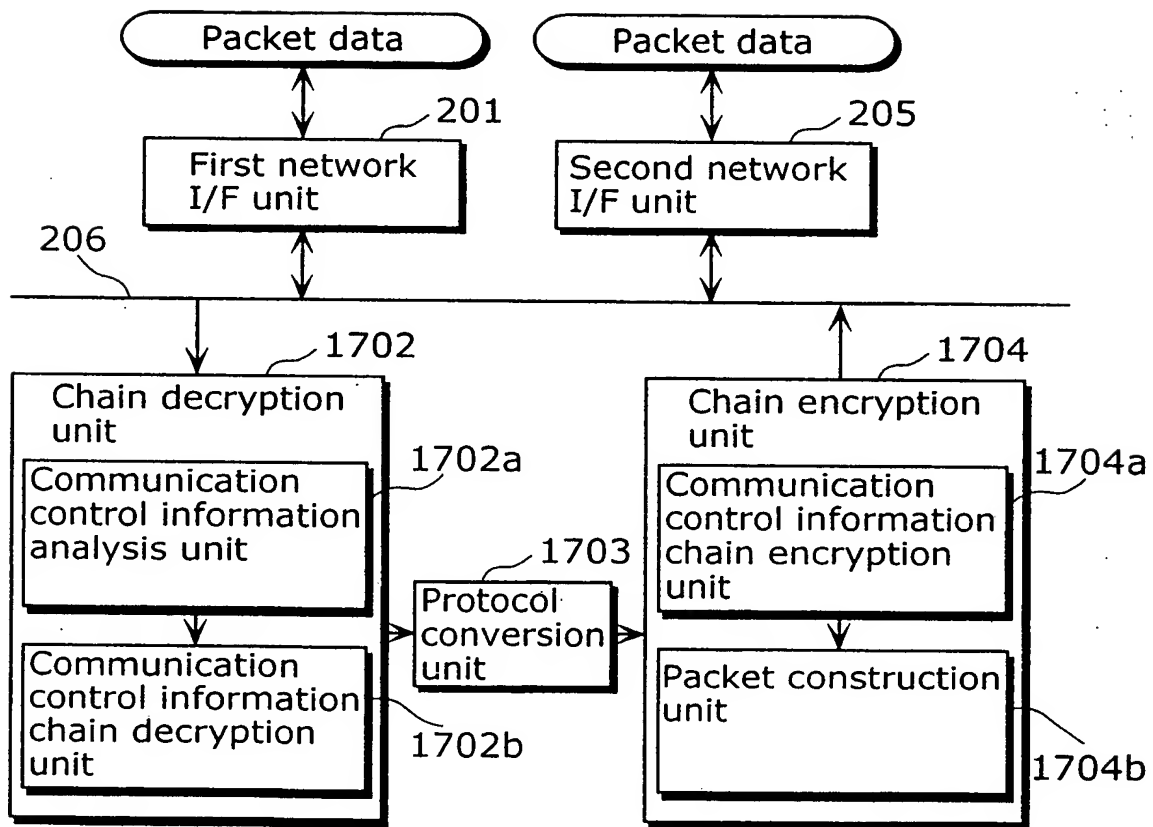 Packet data
Packet data
201
205
First network
I/F unit
Second network
I/F unit
206
1702
1704
Chain decryption
unit
Chain encryption
unit
1702a
1704a
Communication
control information
analysis unit
Communication
control information
chain encryption
unit
1703
Protocol
conversion
unit
Communication
control information
chain decryption
unit
Packet construction
unit
1702b
1704b